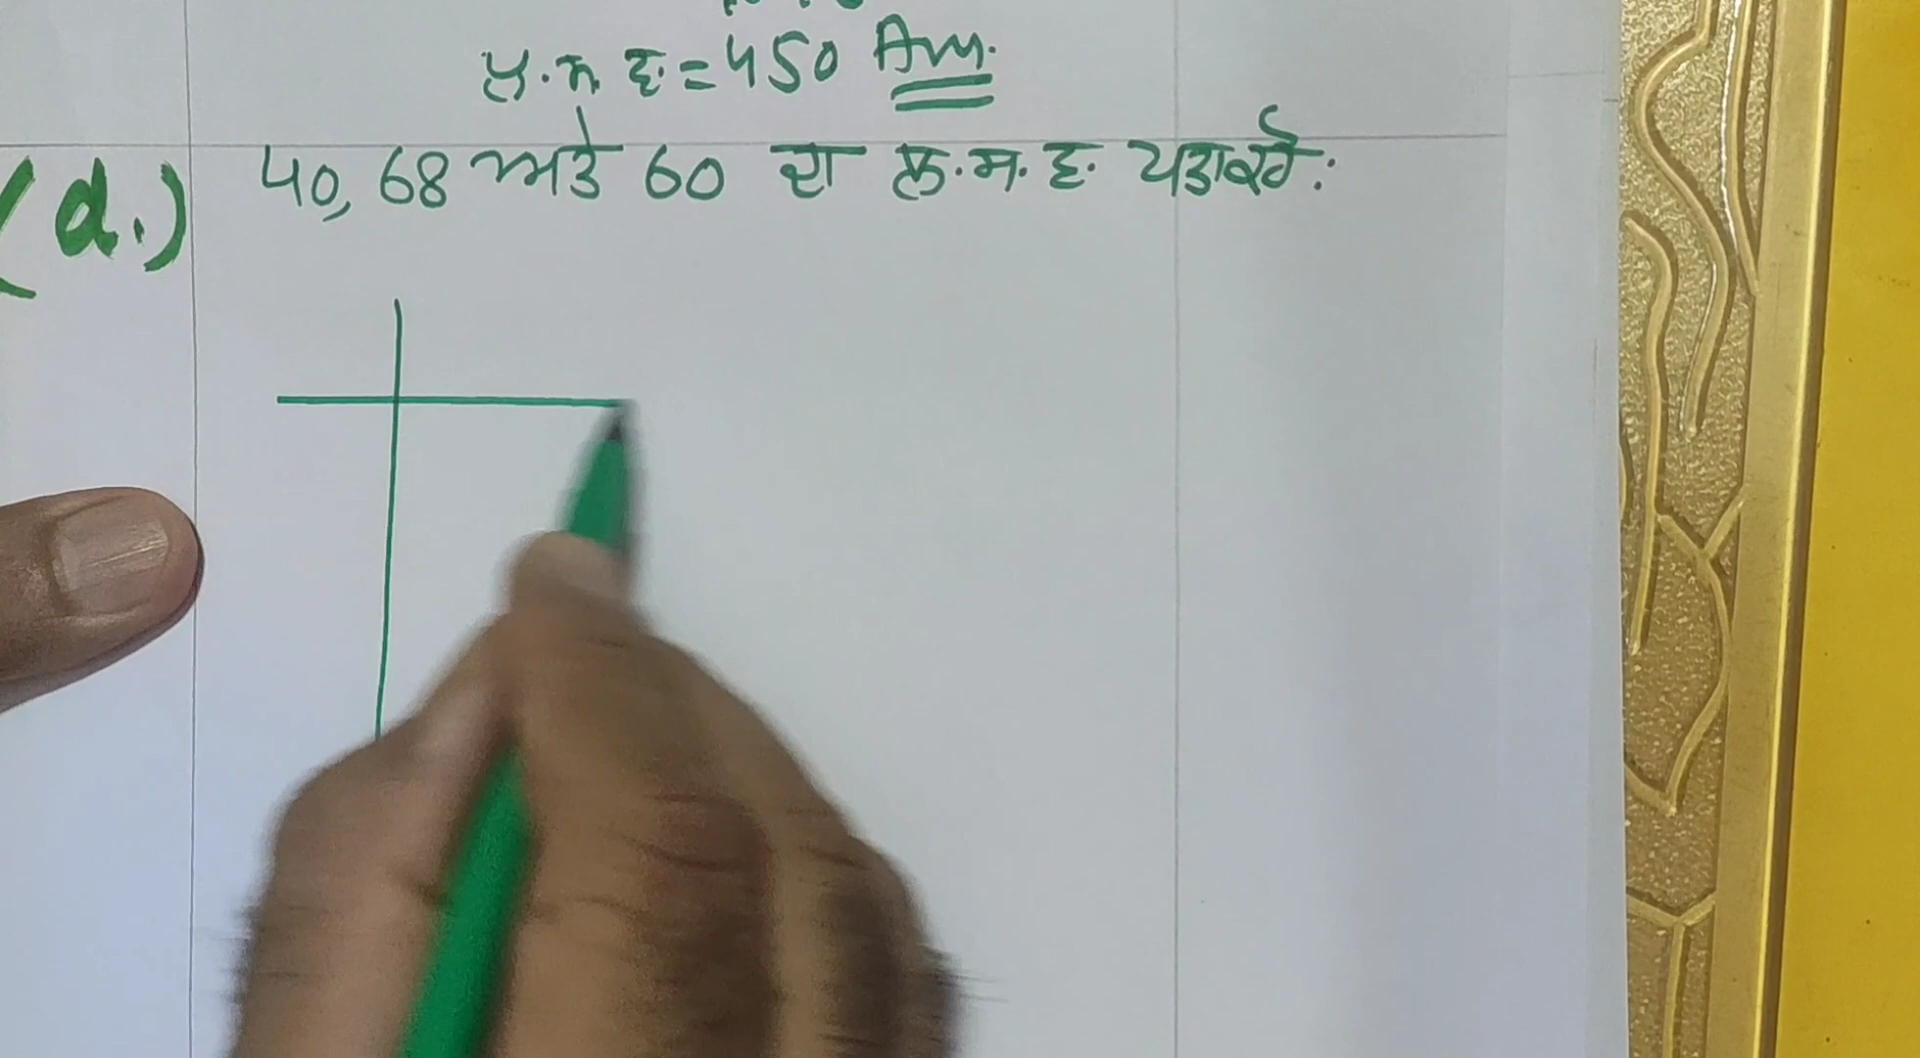 ਲ.ਸ.ਵ. = 450 Ans.
(d.) 40, 68 ਅਤੇ 60 ਦਾ ਲ.ਸ.ਵ. ਪਤਾ ਕਰੋ: